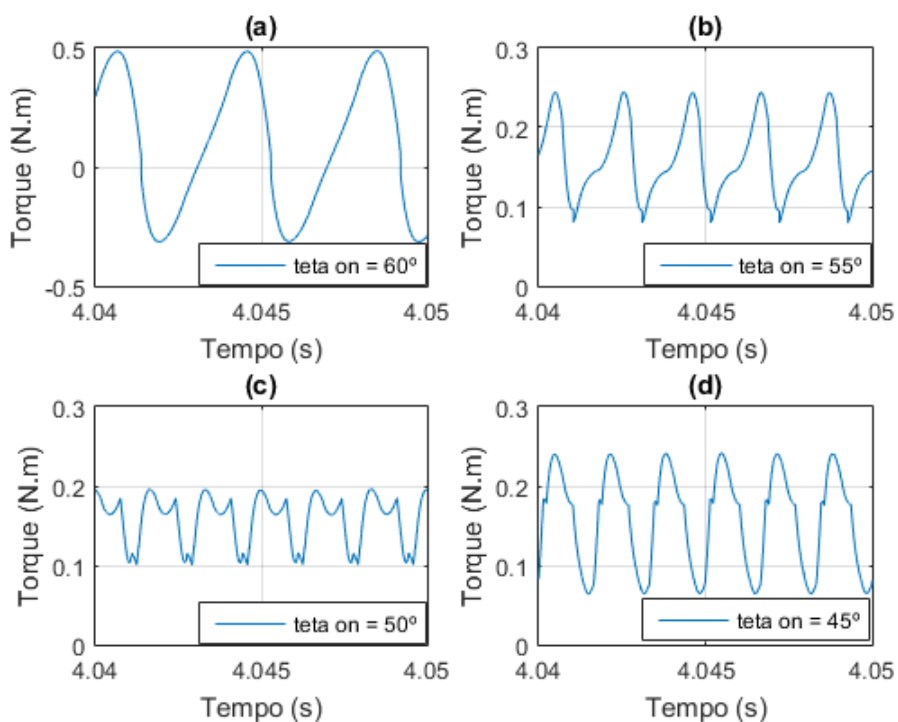 (a)
Torque (N.m)
0.5
0
-0.5
teta on = 60º
4.04
4.045
4.05
Tempo (s)
(b)
Torque (N.m)
0.3
0.2
0.1
0
teta on = 55º
4.04
4.045
4.05
Tempo (s)
(c)
Torque (N.m)
0.3
0.2
0.1
0
teta on = 50º
4.04
4.045
4.05
Tempo (s)
(d)
Torque (N.m)
0.3
0.2
0.1
0
teta on = 45º
4.04
4.045
4.05
Tempo (s)